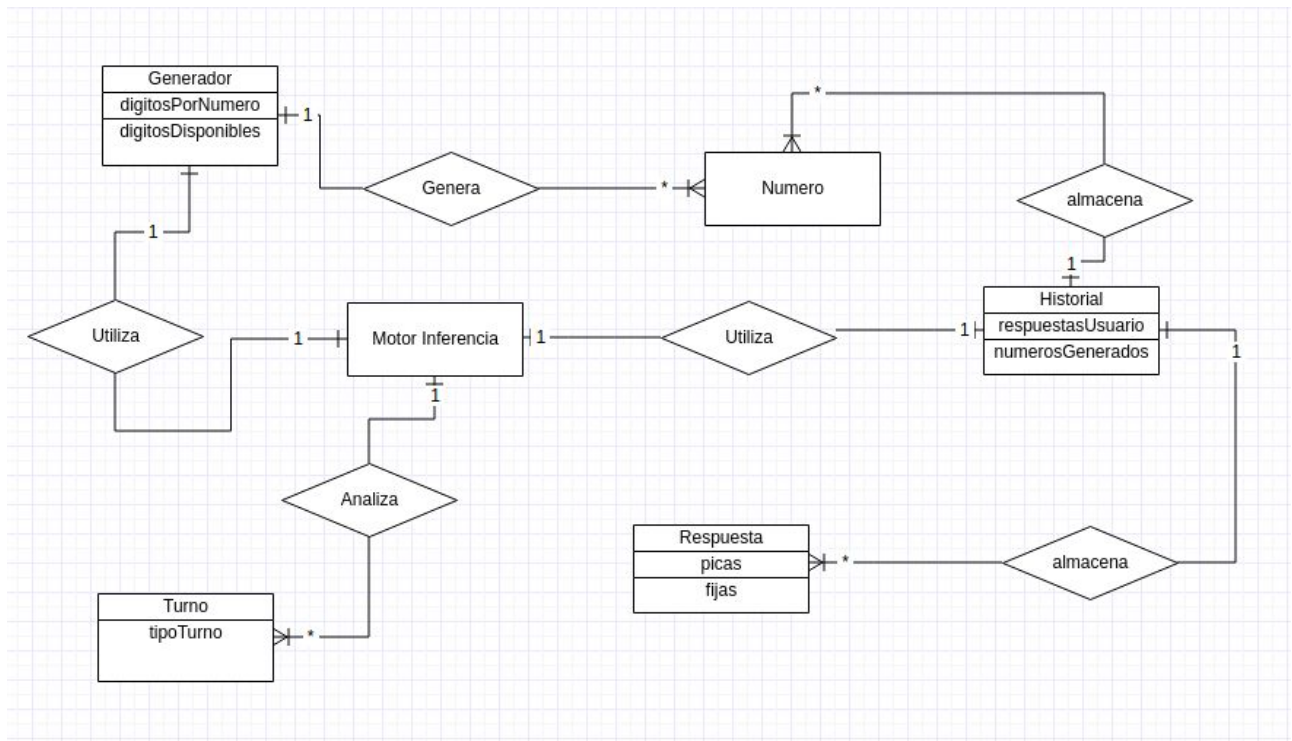 Generador
digitosPorNumero
digitosDisponibles
1
Genera
*
Numero
*
almacena
1
1
Utiliza
1
Motor Inferencia
1
Utiliza
1
Historial
respuestasUsuario
numerosGenerados
1
1
Analiza
*
Turno
tipoTurno
Respuesta
picas
fijas
*
almacena